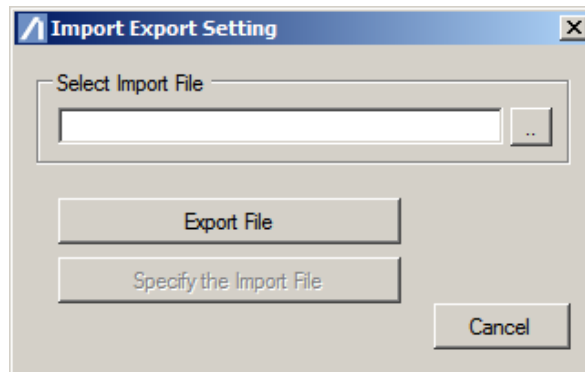 Import Export Setting
Select Import File
..
Export File
Specify the Import File
Cancel